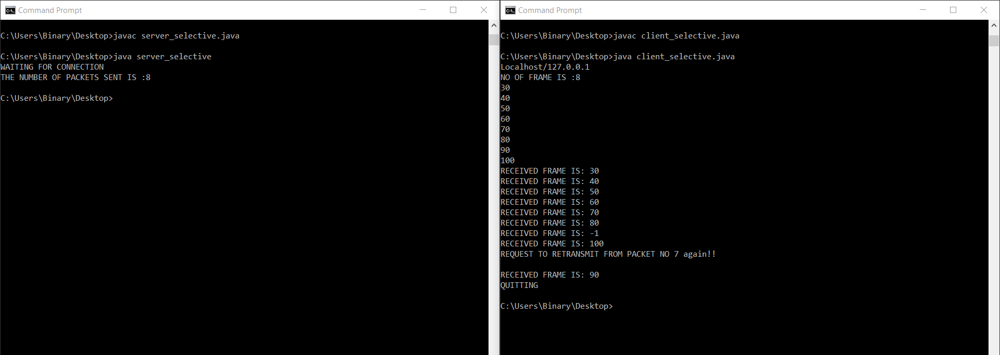 Command Prompt
C:\Users\Binary\Desktop>javac server_selective.java
C:\Users\Binary\Desktop>java server_selective
WAITING FOR CONNECTION
THE NUMBER OF PACKETS SENT IS :8
C:\Users\Binary\Desktop>
Command Prompt
C:\Users\Binary\Desktop>javac client_selective.java
C:\Users\Binary\Desktop>java client_selective.java
Localhost/127.0.0.1
NO OF FRAME IS :8
30
40
50
60
70
80
90
100
RECEIVED FRAME IS: 30
RECEIVED FRAME IS: 40
RECEIVED FRAME IS: 50
RECEIVED FRAME IS: 60
RECEIVED FRAME IS: 70
RECEIVED FRAME IS: 80
RECEIVED FRAME IS: -1
RECEIVED FRAME IS: 100
REQUEST TO RETRANSMIT FROM PACKET NO 7 again!!
RECEIVED FRAME IS: 90
QUITTING
C:\Users\Binary\Desktop>